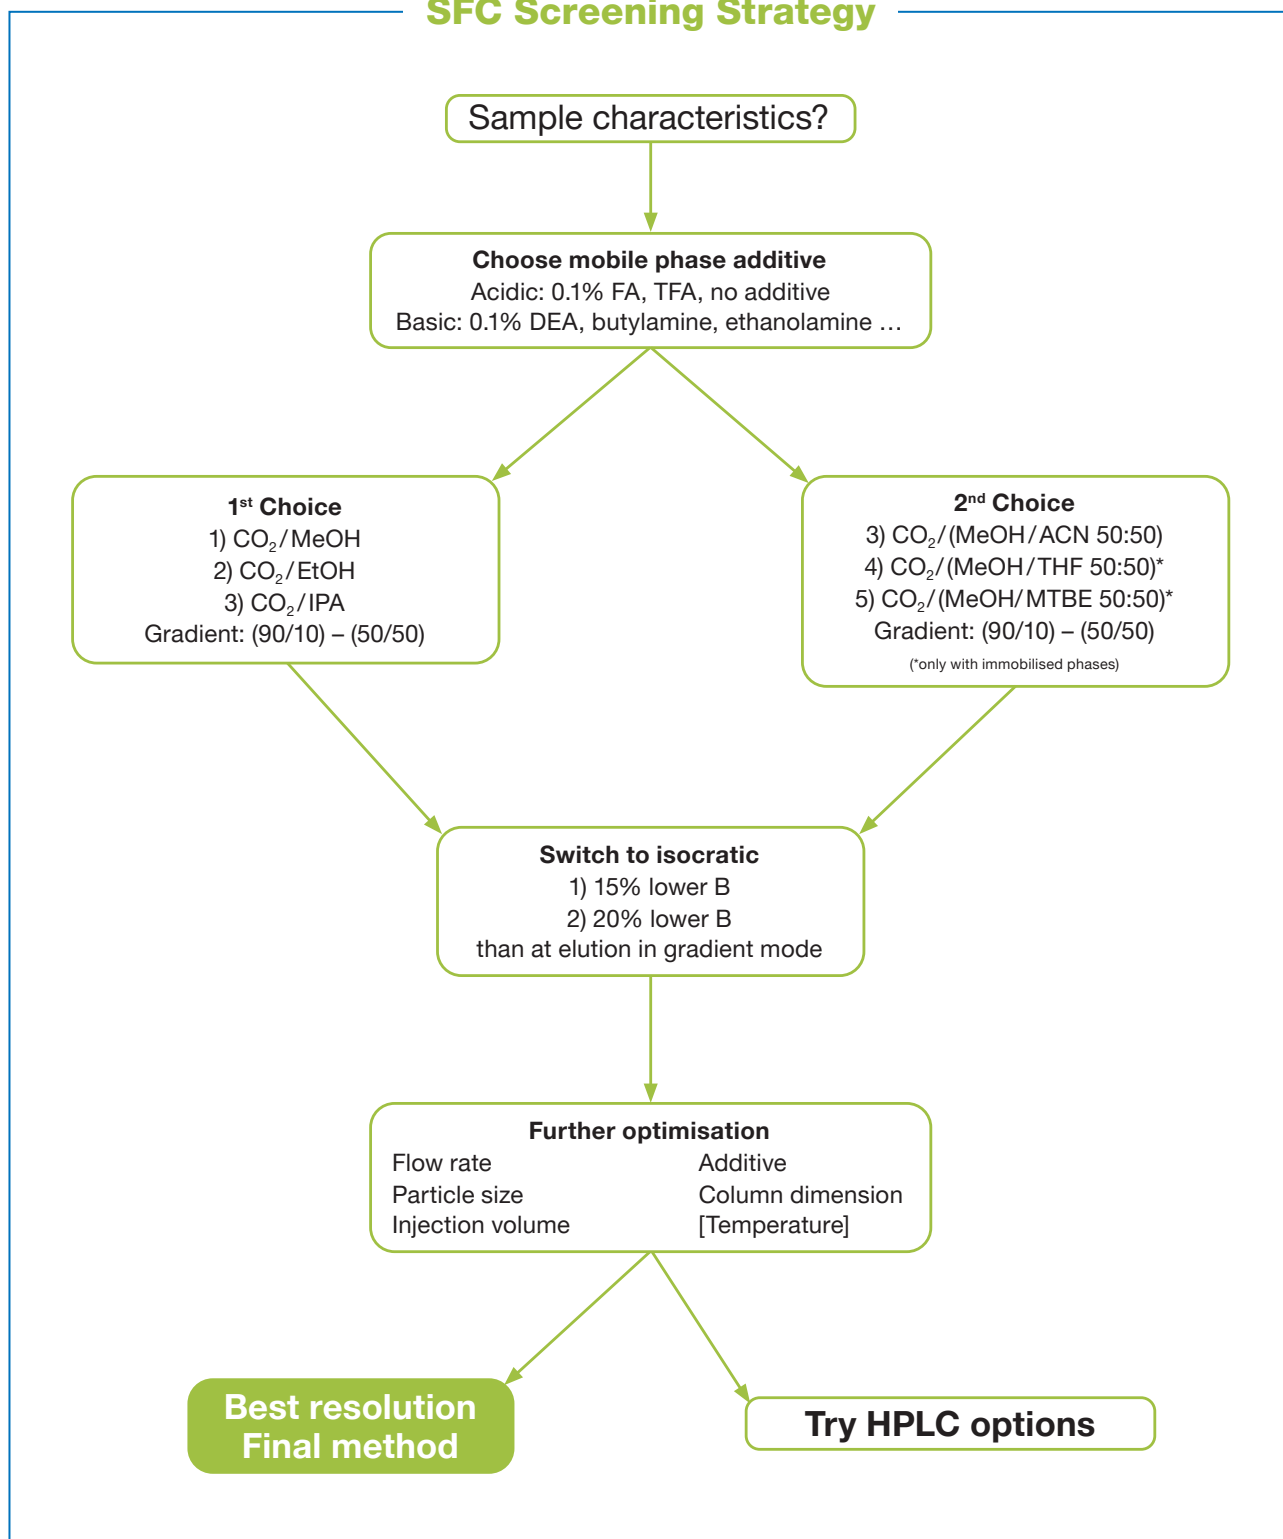 SFC Screening Strategy
Sample characteristics?
Choose mobile phase additive
Acidic: 0.1% FA, TFA, no additive
Basic: 0.1% DEA, butylamine, ethanolamine …
1st Choice
1) CO₂/MeOH
2) CO₂/EtOH
3) CO₂/IPA
Gradient: (90/10) – (50/50)
2nd Choice
3) CO₂/(MeOH/ACN 50:50)
4) CO₂/(MeOH/THF 50:50)*
5) CO₂/(MeOH/MTBE 50:50)*
Gradient: (90/10) – (50/50)
(*only with immobilised phases)
Switch to isocratic
1) 15% lower B
2) 20% lower B
than at elution in gradient mode
Further optimisation
Flow rate
Particle size
Injection volume
Additive
Column dimension
[Temperature]
Best resolution
Final method
Try HPLC options